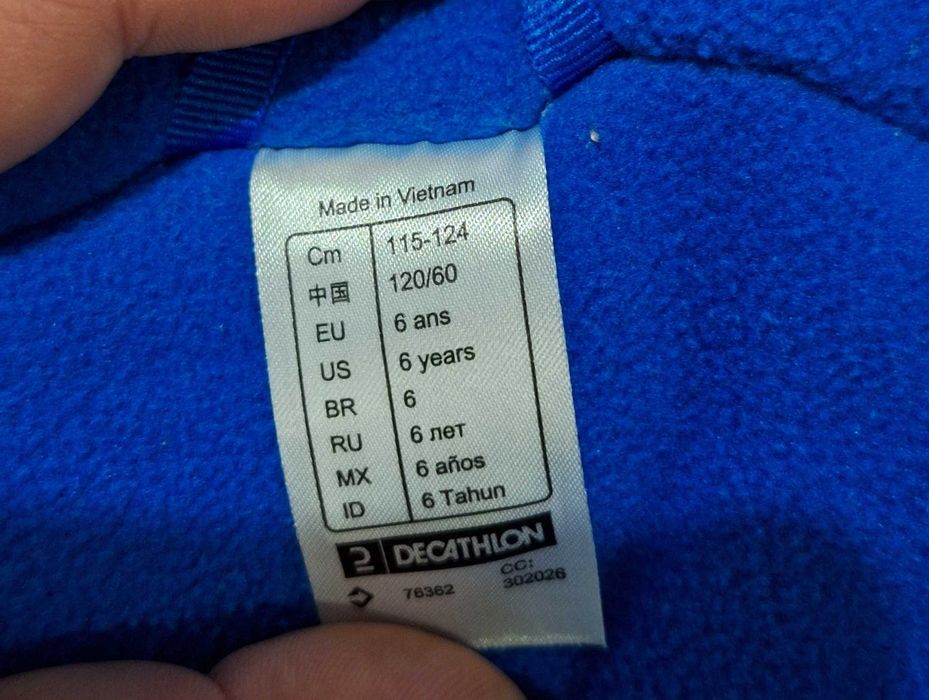 Made in Vietnam
Cm 115-124
中国 120/60
EU 6 ans
US 6 years
BR 6
RU 6 лет
MX 6 años
ID 6 Tahun
DECATHLON
76362 CC: 302026